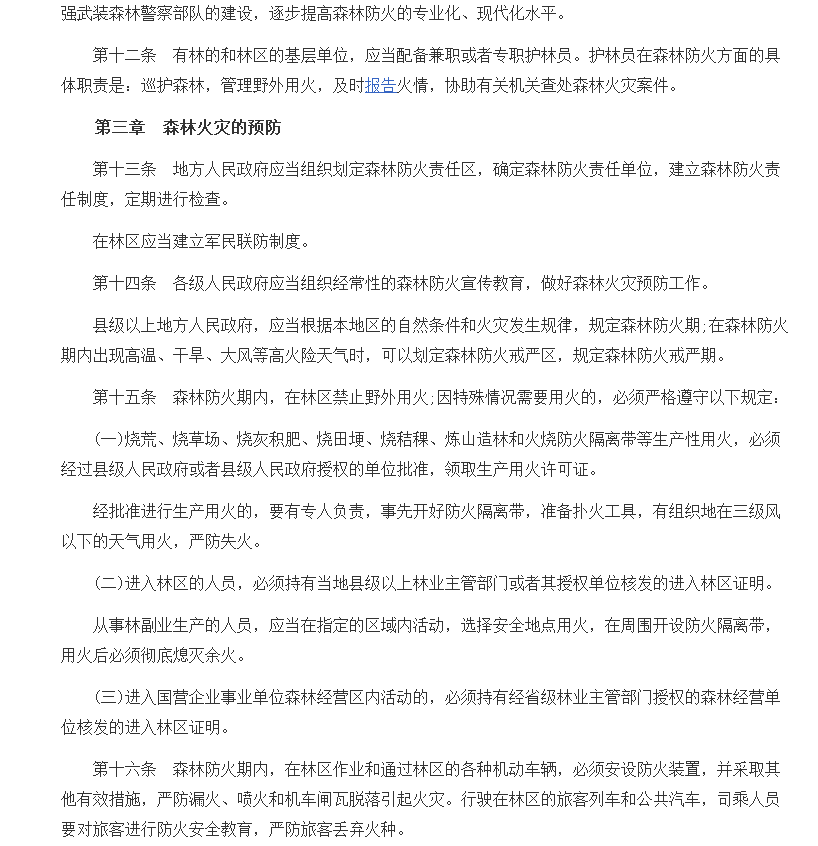 强武装森林警察部队的建设，逐步提高森林防火的专业化、现代化水平。
第十二条　有林的和林区的基层单位，应当配备兼职或者专职护林员。护林员在森林防火方面的具
体职责是：巡护森林，管理野外用火，及时报告火情，协助有关机关查处森林火灾案件。
第三章　森林火灾的预防
第十三条　地方人民政府应当组织划定森林防火责任区，确定森林防火责任单位，建立森林防火责
任制度，定期进行检查。
在林区应当建立军民联防制度。
第十四条　各级人民政府应当组织经常性的森林防火宣传教育，做好森林火灾预防工作。
县级以上地方人民政府，应当根据本地区的自然条件和火灾发生规律，规定森林防火期;在森林防火
期内出现高温、干旱、大风等高火险天气时，可以划定森林防火戒严区，规定森林防火戒严期。
第十五条　森林防火期内，在林区禁止野外用火;因特殊情况需要用火的，必须严格遵守以下规定：
(一)烧荒、烧草场、烧灰积肥、烧田埂、烧秸稞、炼山造林和火烧防火隔离带等生产性用火，必须
经过县级人民政府或者县级人民政府授权的单位批准，领取生产用火许可证。
经批准进行生产用火的，要有专人负责，事先开好防火隔离带，准备扑火工具，有组织地在三级风
以下的天气用火，严防失火。
(二)进入林区的人员，必须持有当地县级以上林业主管部门或者其授权单位核发的进入林区证明。
从事林副业生产的人员，应当在指定的区域内活动，选择安全地点用火，在周围开设防火隔离带，
用火后必须彻底熄灭余火。
(三)进入国营企业事业单位森林经营区内活动的，必须持有经省级林业主管部门授权的森林经营单
位核发的进入林区证明。
第十六条　森林防火期内，在林区作业和通过林区的各种机动车辆，必须安设防火装置，并采取其
他有效措施，严防漏火、喷火和机车闸瓦脱落引起火灾。行驶在林区的旅客列车和公共汽车，司乘人员
要对旅客进行防火安全教育，严防旅客丢弃火种。